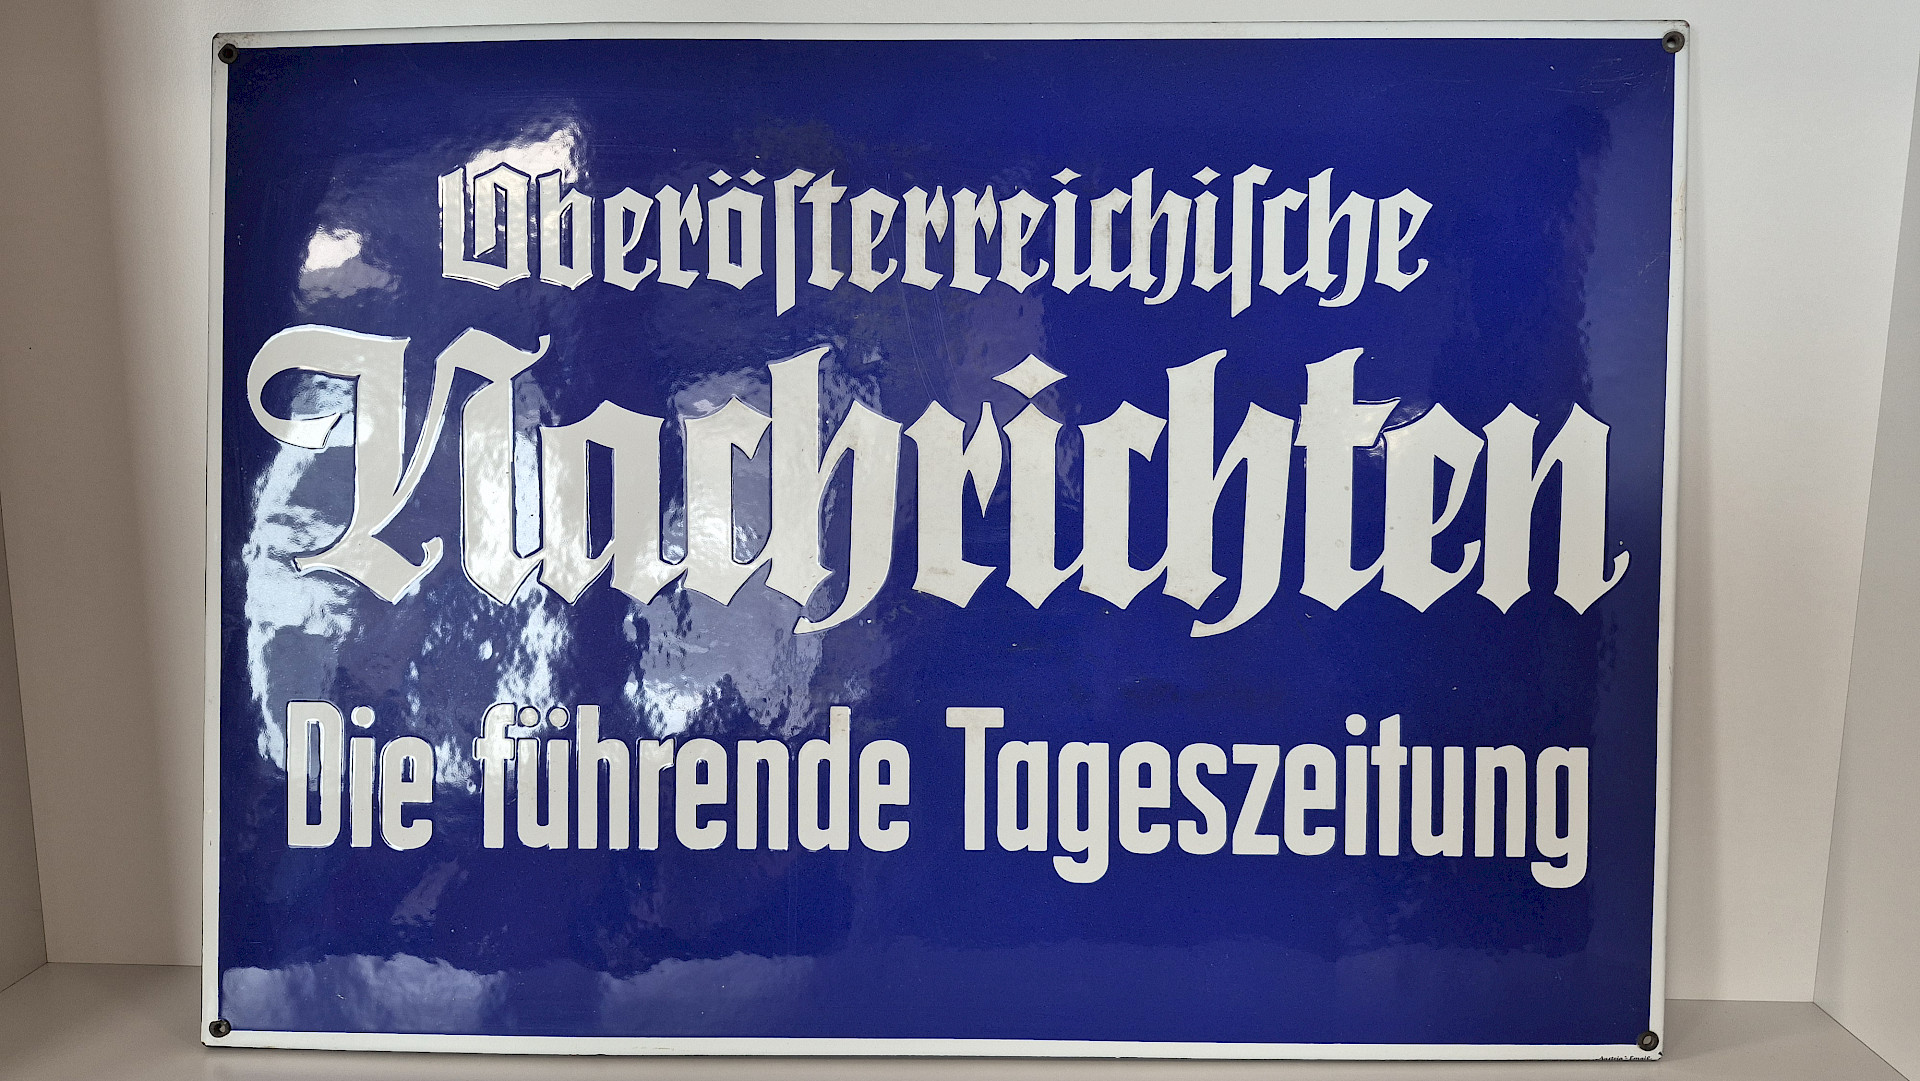 Oberöſterreichiſche
Nachrichten
Die führende Tageszeitung